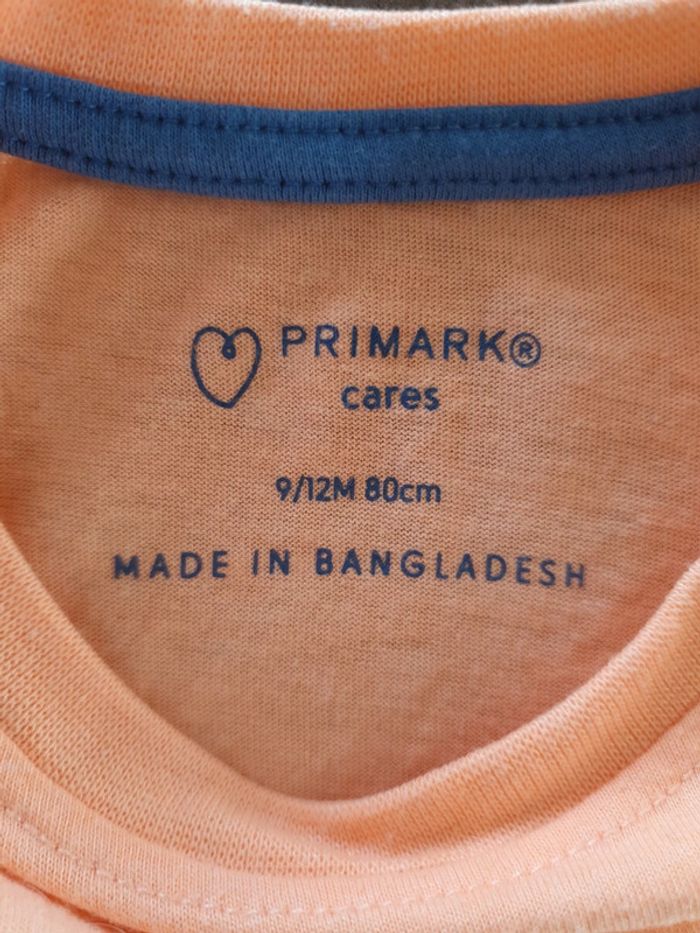 PRIMARK®
cares
9/12M 80cm
MADE IN BANGLADESH